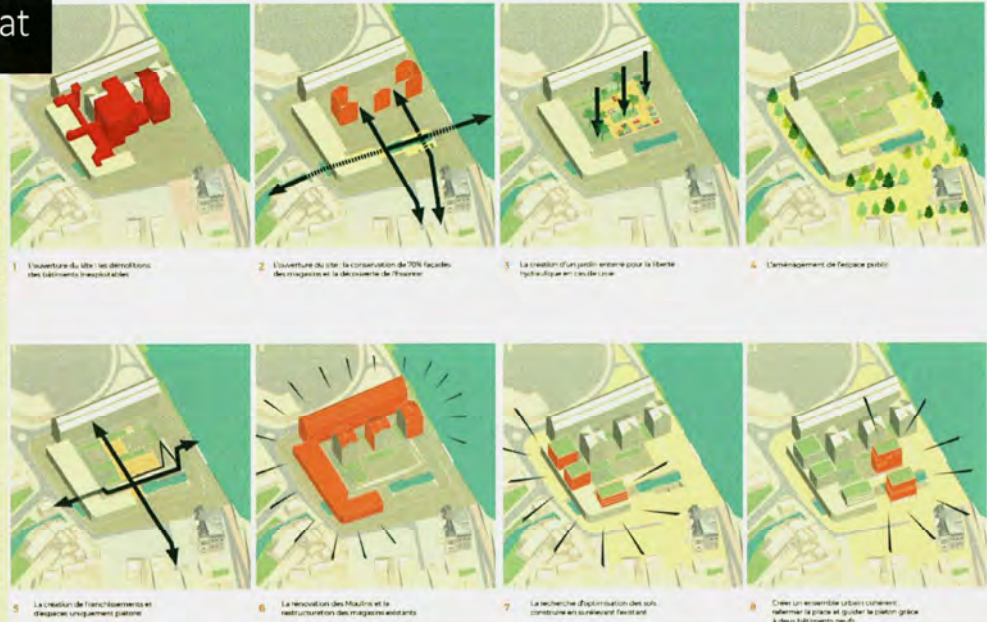 at
1 L'ouverture du site : les démolitions
des bâtiments inexploitables
2 L'ouverture du site : la conservation de 70% façades
des magasins et la découverte de l'Essonne
3 La création d'un jardin enterré pour la liberté
hydraulique en cas de crue
4 L'aménagement de l'espace public
5 La création de franchissements et
d'espaces uniquement piétons
6 La rénovation des Moulins et la
restructuration des magasins existants
7 La recherche d'optimisation des sols :
construire en surélevant l'existant
8 Créer un ensemble urbain cohérent :
refermer la place et guider le piéton grâce
à deux bâtiments neufs